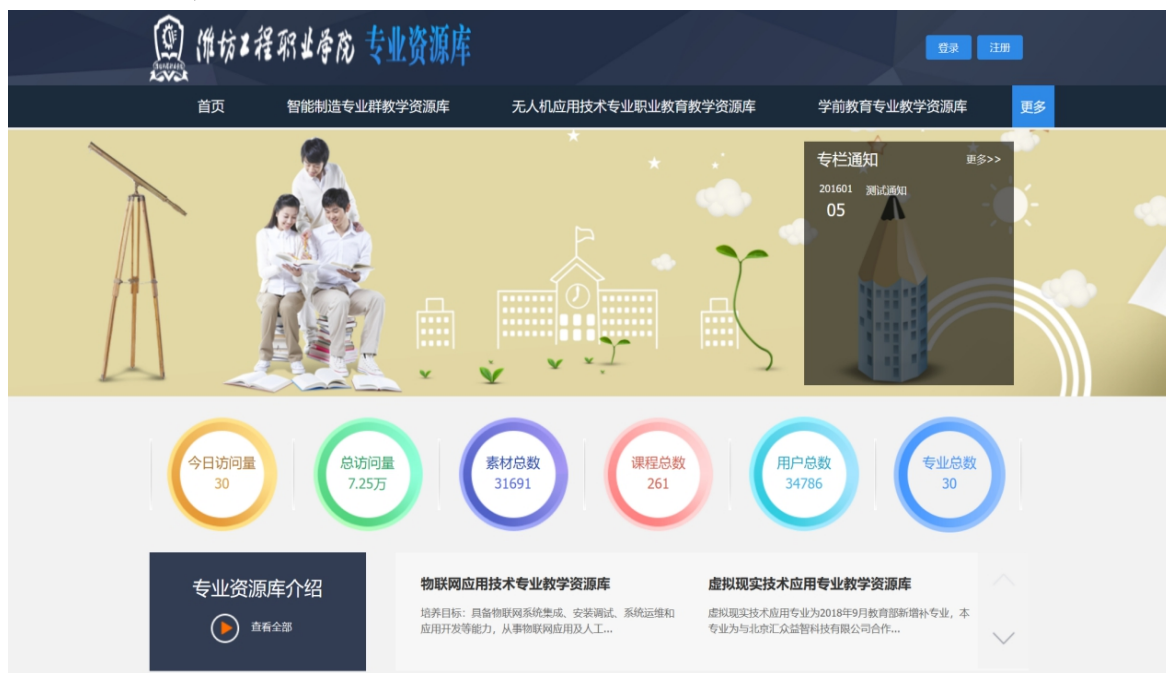 潍坊工程职业学院 专业资源库
登录 注册
首页 智能制造专业群教学资源库 无人机应用技术专业职业教育教学资源库 学前教育专业教学资源库 更多
专栏通知 更多>>
201601 测试通知
05
今日访问量
30
总访问量
7.25万
素材总数
31691
课程总数
261
用户总数
34786
专业总数
30
专业资源库介绍
查看全部
物联网应用技术专业教学资源库
培养目标：具备物联网系统集成、安装调试、系统运维和
应用开发等能力，从事物联网应用及人工...
虚拟现实技术应用专业教学资源库
虚拟现实技术应用专业为2018年9月教育部新增补专业，本
专业为与北京汇众益智科技有限公司合作...